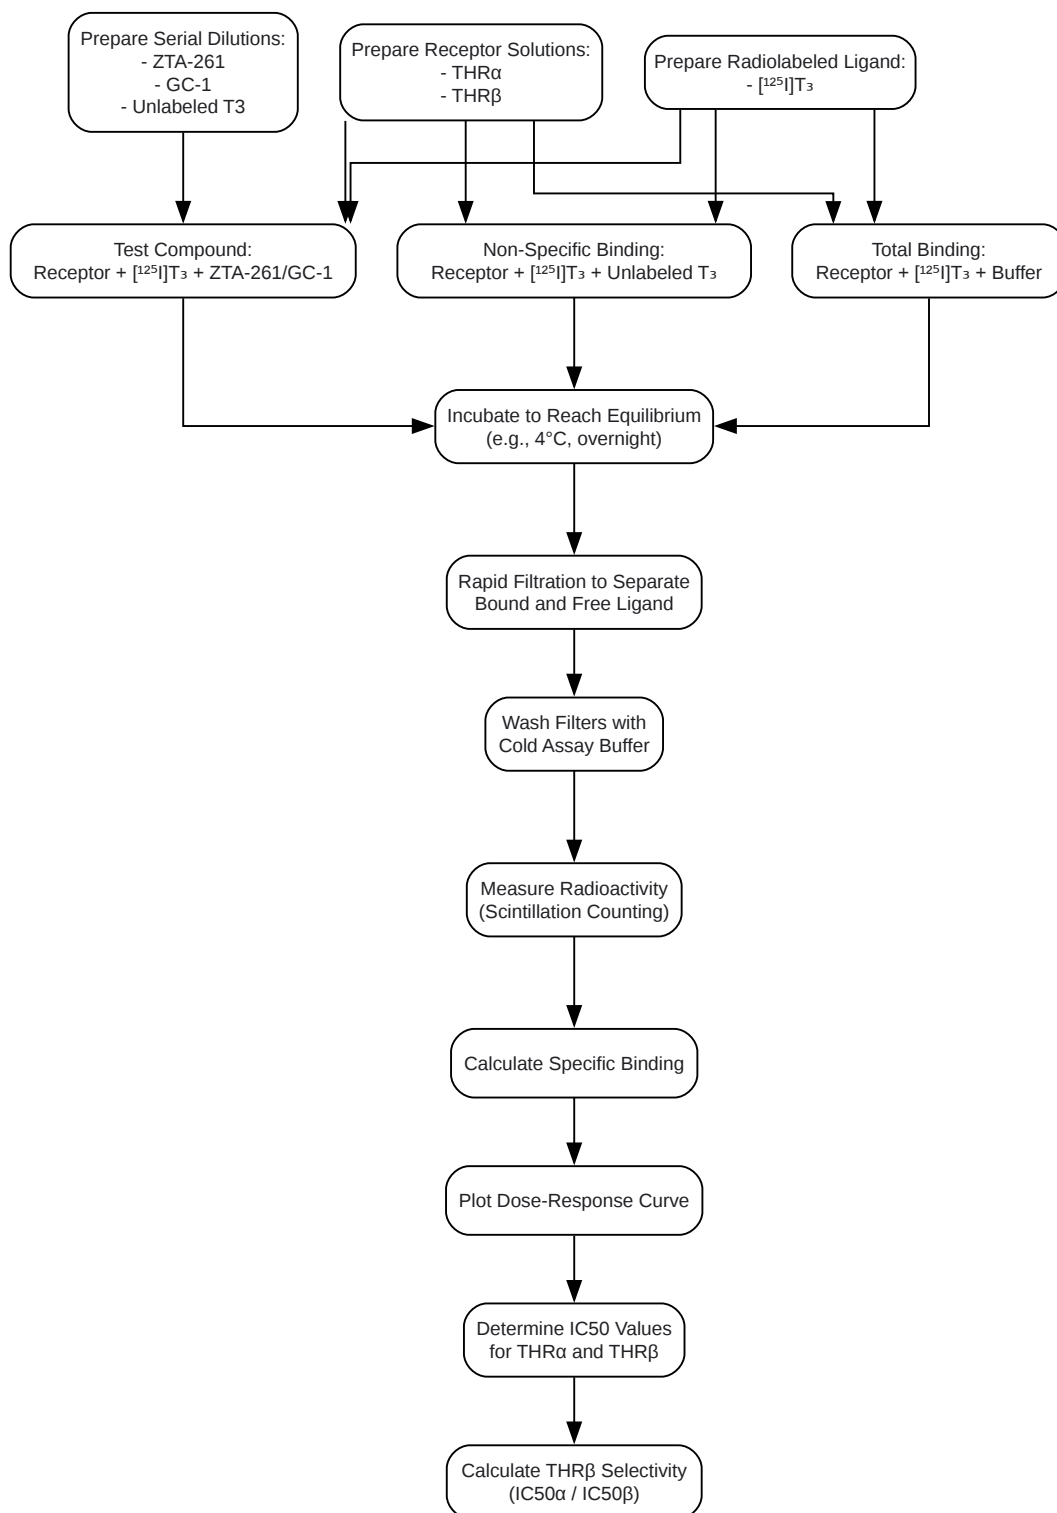 Prepare Serial Dilutions:
- ZTA-261
- GC-1
- Unlabeled T3
Prepare Receptor Solutions:
- THRα
- THRβ
Prepare Radiolabeled Ligand:
- [¹²⁵I]T₃
Test Compound:
Receptor + [¹²⁵I]T₃ + ZTA-261/GC-1
Non-Specific Binding:
Receptor + [¹²⁵I]T₃ + Unlabeled T₃
Total Binding:
Receptor + [¹²⁵I]T₃ + Buffer
Incubate to Reach Equilibrium
(e.g., 4°C, overnight)
Rapid Filtration to Separate
Bound and Free Ligand
Wash Filters with
Cold Assay Buffer
Measure Radioactivity
(Scintillation Counting)
Calculate Specific Binding
Plot Dose-Response Curve
Determine IC50 Values
for THRα and THRβ
Calculate THRβ Selectivity
(IC50α / IC50β)